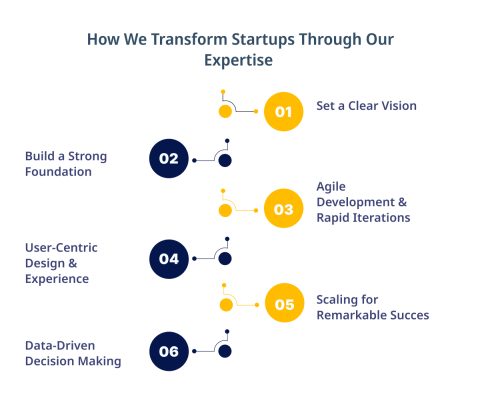 How We Transform Startups Through Our
Expertise
01
Set a Clear Vision
02
Build a Strong
Foundation
03
Agile
Development &
Rapid Iterations
04
User-Centric
Design &
Experience
05
Scaling for
Remarkable Succes
06
Data-Driven
Decision Making